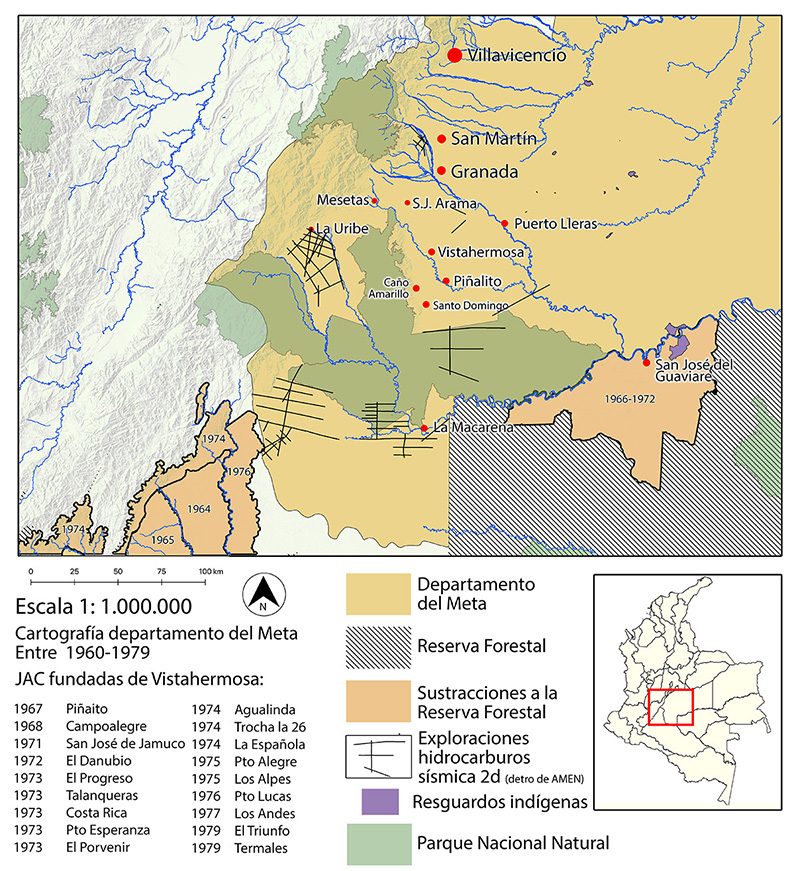 Villavicencio
San Martín
Granada
Mesetas
S.J. Arama
La Uribe
Puerto Lleras
Vistahermosa
Caño
Amarillo
Piñalito
Santo Domingo
San José del
Guaviare
1966-1972
La Macarena
1974
1976
1964
1974
1965
0 25 50 75 100 km
N
Escala 1: 1.000.000
Cartografía departamento del Meta
Entre 1960-1979
JAC fundadas de Vistahermosa:
1967 Piñaito
1968 Campoalegre
1971 San José de Jamuco
1972 El Danubio
1973 El Progreso
1973 Talanqueras
1973 Costa Rica
1973 Pto Esperanza
1973 El Porvenir
1974 Agualinda
1974 Trocha la 26
1974 La Española
1975 Pto Alegre
1975 Los Alpes
1976 Pto Lucas
1977 Los Andes
1979 El Triunfo
1979 Termales
Departamento
del Meta
Reserva Forestal
Sustracciones a la
Reserva Forestal
Exploraciones
hidrocarburos
sísmica 2d (detro de AMEN)
Resguardos indígenas
Parque Nacional Natural